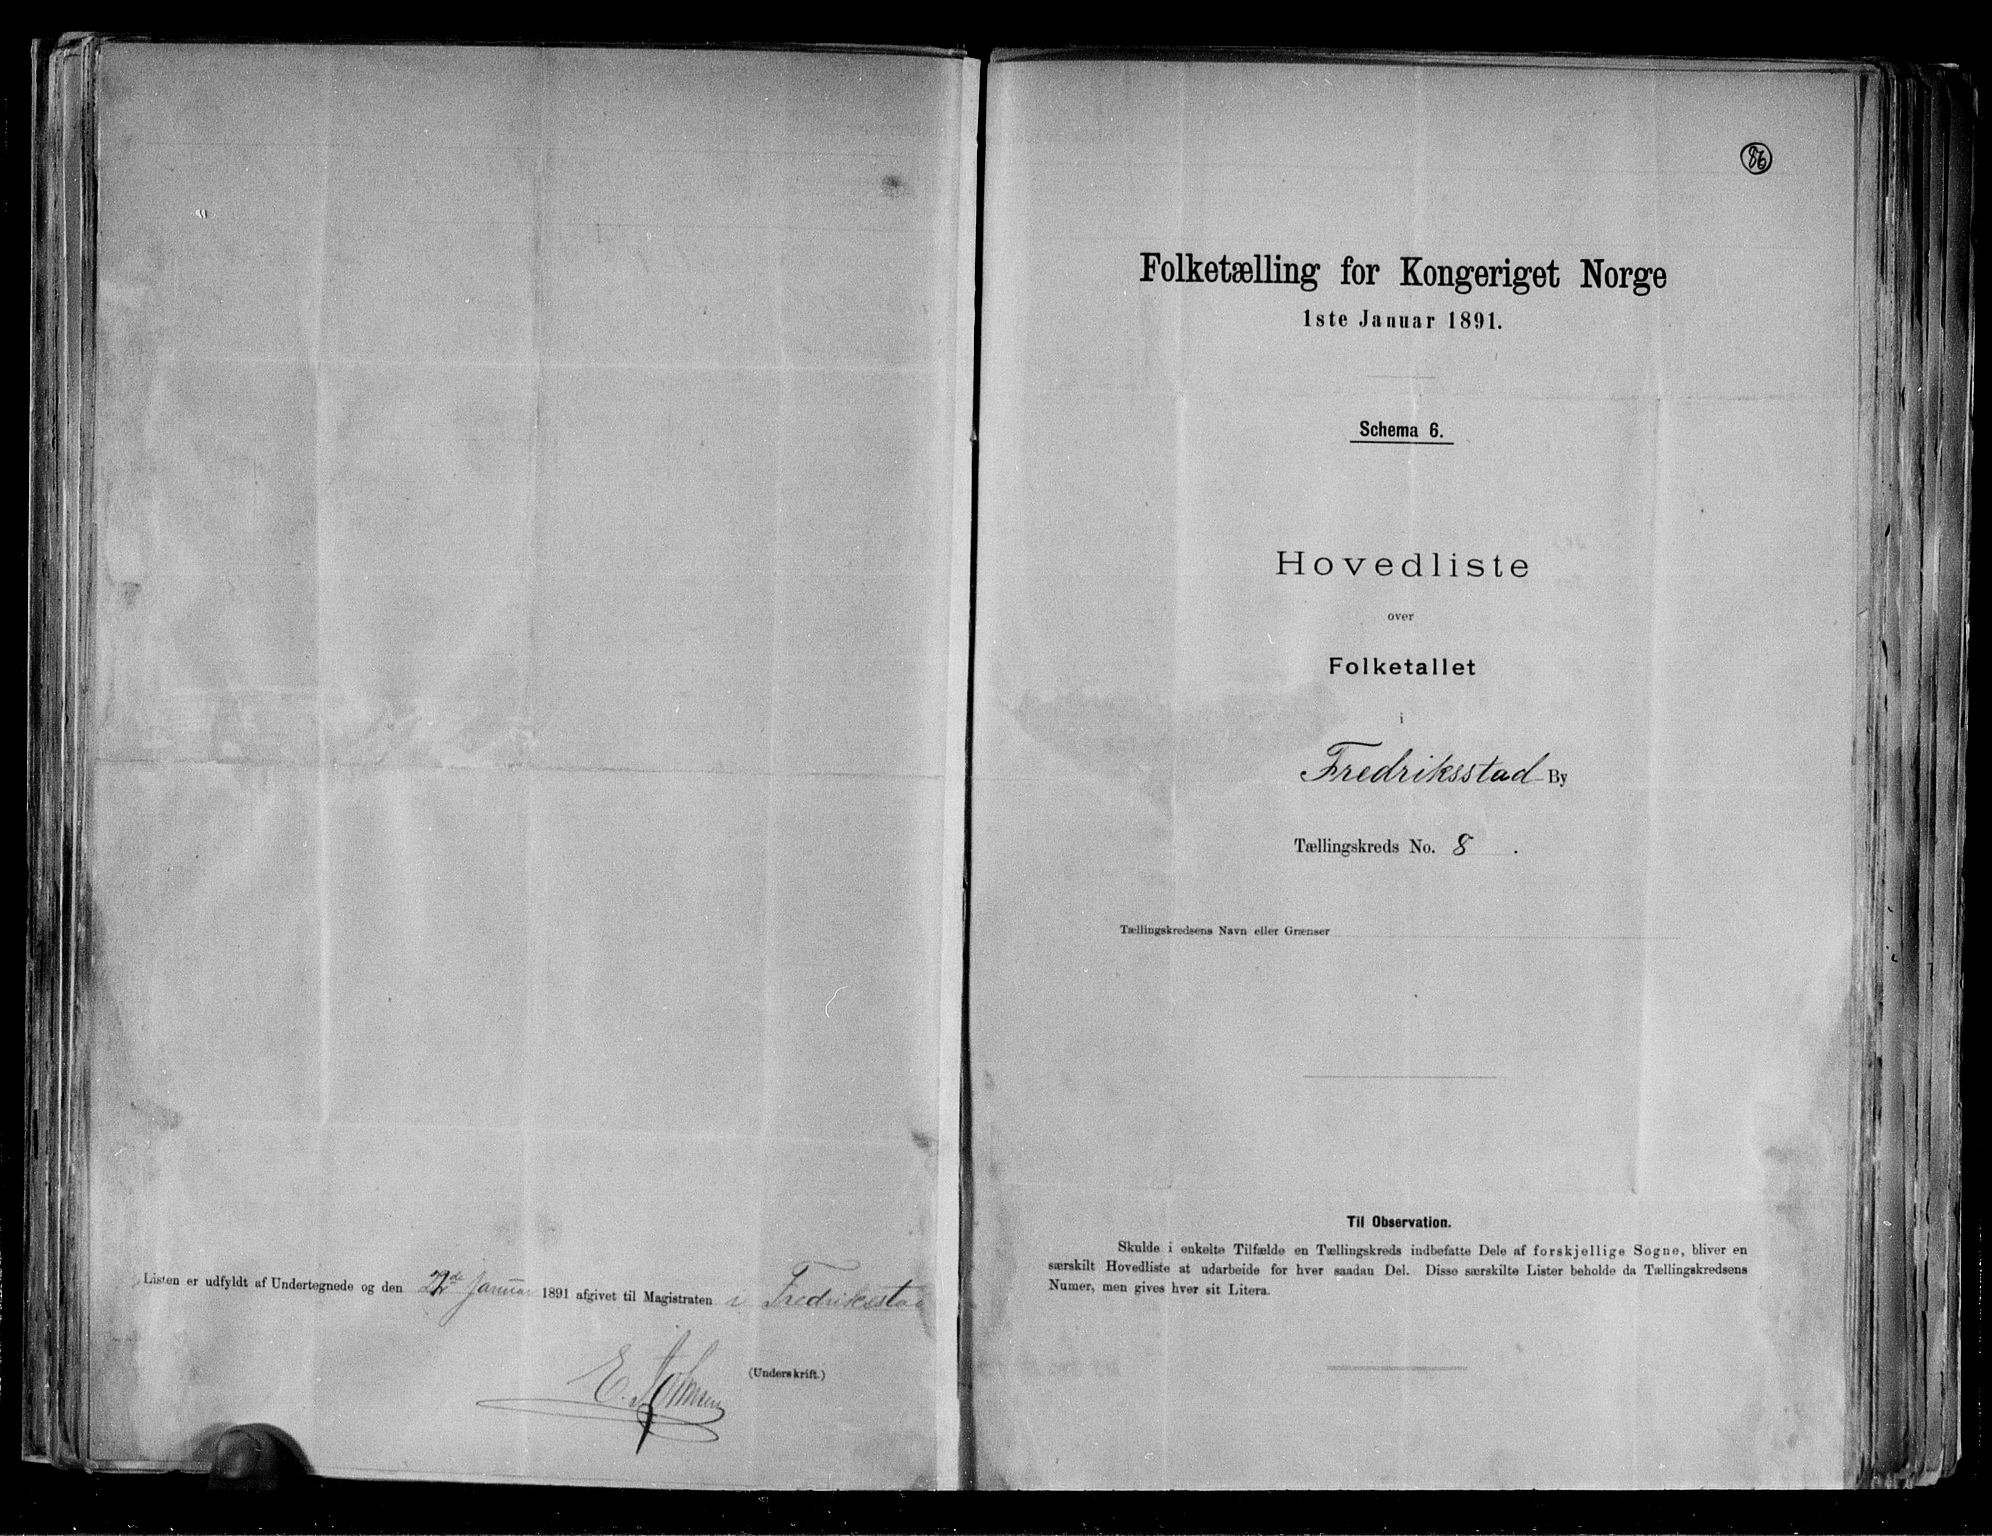 Listen er udfyldt af Undertegnede og den 22de Januar 1891 afgivet til Magistraten i Fredriksstad
(Underskrift.)
E.
86
Folketælling for Kongeriget Norge
1ste Januar 1891.
Schema 6.
Hovedliste
over
Folketallet
i
Fredriksstad By
Tællingskreds No. 8 .
Tællingskredsens Navn eller Grænser
Til Observation.
Skulde i enkelte Tilfælde en Tællingskreds indbefatte Dele af forskjellige Sogne, bliver en
særskilt Hovedliste at udarbeide for hver saadan Del. Disse særskilte Lister beholde da Tællingskredsens
Numer, men gives hver sit Litera.